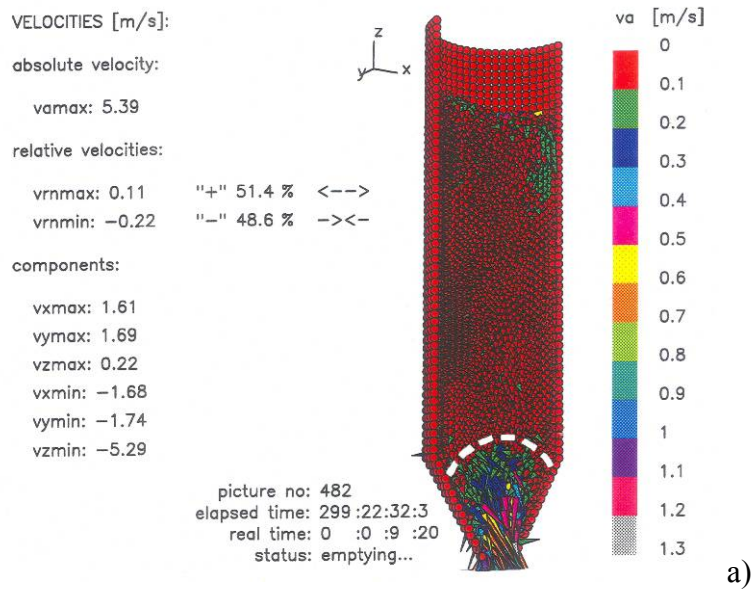 VELOCITIES [m/s]:
absolute velocity:
vamax: 5.39
relative velocities:
vrnmax: 0.11 "+" 51.4 % <-->
vrnmin: -0.22 "-" 48.6 % -><-
components:
vxmax: 1.61
vymax: 1.69
vzmax: 0.22
vxmin: -1.68
vymin: -1.74
vzmin: -5.29
picture no: 482
elapsed time: 299 :22:32:3
real time: 0 :0 :9 :20
status: emptying...
z
y x
va [m/s]
0
0.1
0.2
0.3
0.4
0.5
0.6
0.7
0.8
0.9
1
1.1
1.2
1.3
a)